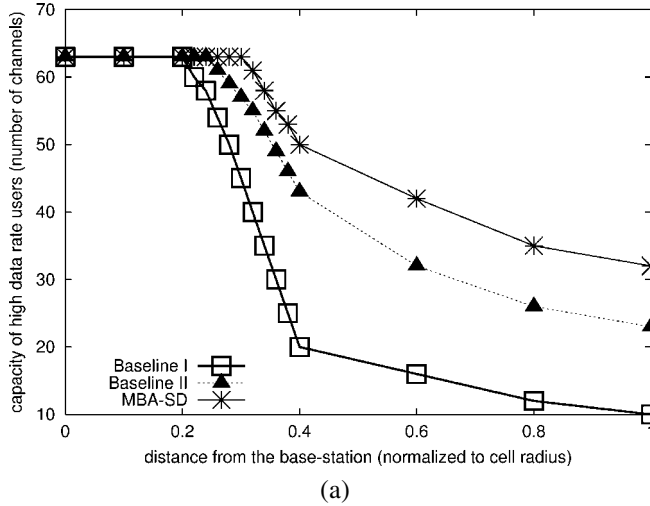 capacity of high data rate users (number of channels)
70
60
50
40
30
20
10
Baseline I
Baseline II
MBA-SD
0 0.2 0.4 0.6 0.8
distance from the base-station (normalized to cell radius)
(a)